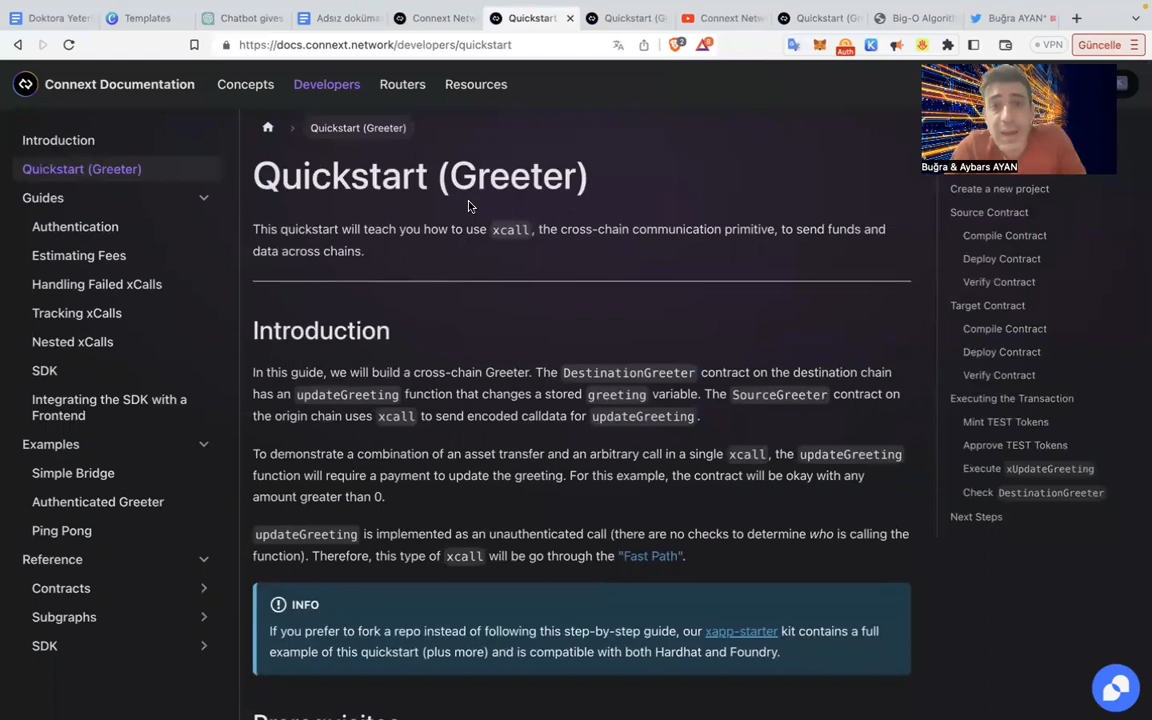 Doktora Yeter
Templates
Chatbot gives
Adsız doküm
Connext Netw
Quickstart
Quickstart (G
Connext Netw
Quickstart (Gr
Big-O Algorit
Buğra AYAN*
https://docs.connext.network/developers/quickstart
2
8
Auth
VPN
Güncelle
Connext Documentation
Concepts
Developers
Routers
Resources
Buğra & Aybars AYAN
Introduction
Quickstart (Greeter)
Guides
Authentication
Estimating Fees
Handling Failed xCalls
Tracking xCalls
Nested xCalls
SDK
Integrating the SDK with a
Frontend
Examples
Simple Bridge
Authenticated Greeter
Ping Pong
Reference
Contracts
Subgraphs
SDK
Quickstart (Greeter)
Quickstart (Greeter)
This quickstart will teach you how to use xcall, the cross-chain communication primitive, to send funds and
data across chains.
Introduction
In this guide, we will build a cross-chain Greeter. The DestinationGreeter contract on the destination chain
has an updateGreeting function that changes a stored greeting variable. The SourceGreeter contract on
the origin chain uses xcall to send encoded calldata for updateGreeting.
To demonstrate a combination of an asset transfer and an arbitrary call in a single xcall, the updateGreeting
function will require a payment to update the greeting. For this example, the contract will be okay with any
amount greater than 0.
updateGreeting is implemented as an unauthenticated call (there are no checks to determine who is calling the
function). Therefore, this type of xcall will be go through the "Fast Path".
INFO
If you prefer to fork a repo instead of following this step-by-step guide, our xapp-starter kit contains a full
example of this quickstart (plus more) and is compatible with both Hardhat and Foundry.
Prerequisites
Create a new project
Source Contract
Compile Contract
Deploy Contract
Verify Contract
Target Contract
Compile Contract
Deploy Contract
Verify Contract
Executing the Transaction
Mint TEST Tokens
Approve TEST Tokens
Execute xUpdateGreeting
Check DestinationGreeter
Next Steps